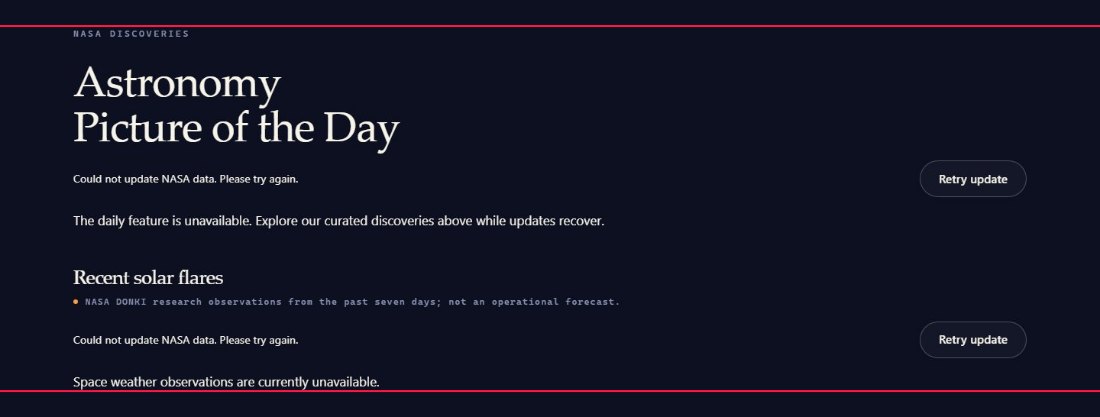 NASA DISCOVERIES
Astronomy
Picture of the Day
Could not update NASA data. Please try again.
Retry update
The daily feature is unavailable. Explore our curated discoveries above while updates recover.
Recent solar flares
NASA DONKI research observations from the past seven days; not an operational forecast.
Could not update NASA data. Please try again.
Retry update
Space weather observations are currently unavailable.